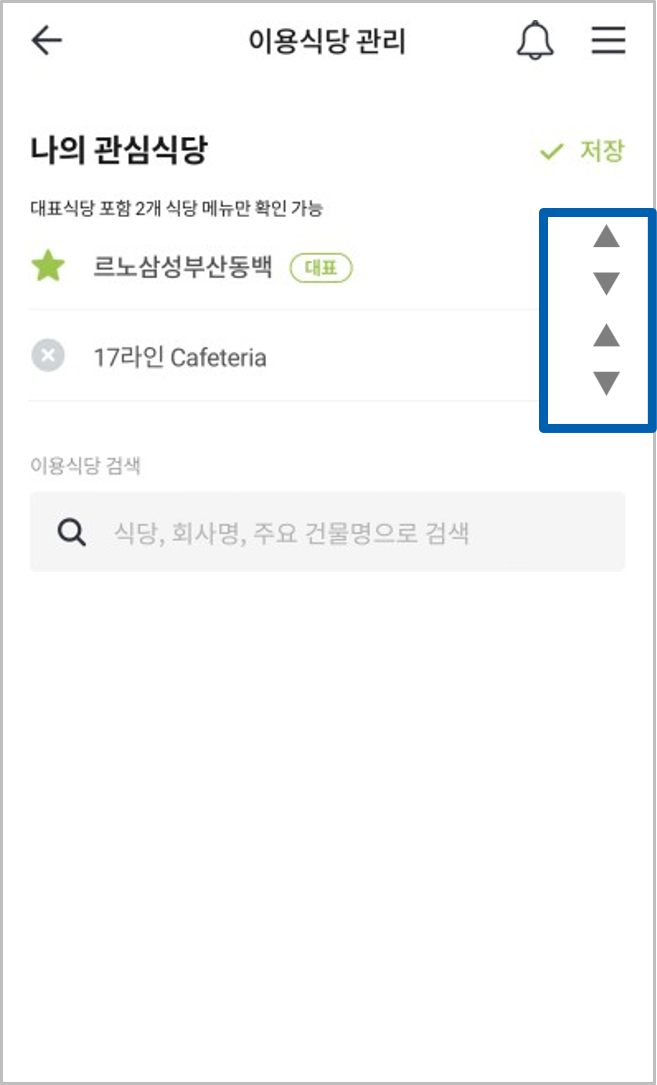 이용식당 관리
나의 관심식당
저장
대표식당 포함 2개 식당 메뉴만 확인 가능
르노삼성부산동백 대표
17라인 Cafeteria
이용식당 검색
식당, 회사명, 주요 건물명으로 검색